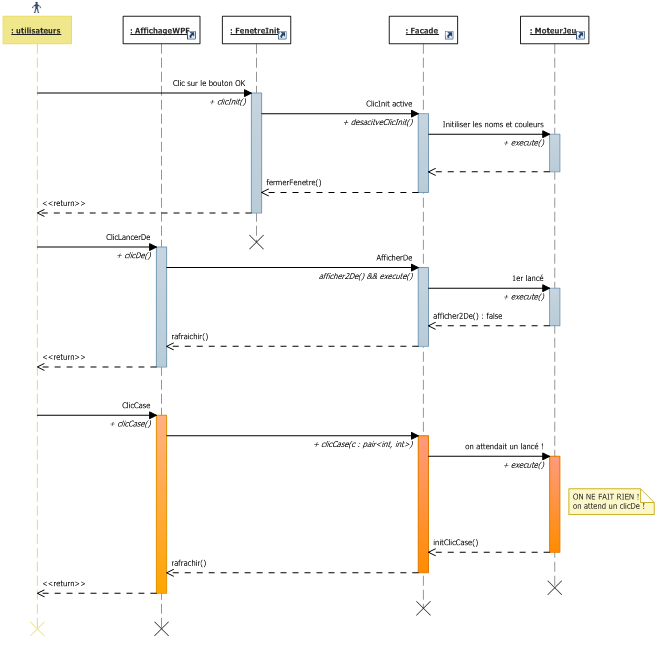 : utilisateurs
: AffichageWPF
: FenetreInit
: Facade
: MoteurJeu
Clic sur le bouton OK
+ clicInit()
ClicInit active
+ desacitveClicInit()
Initiliser les noms et couleurs
+ execute()
fermerFenetre()
<<return>>
ClicLancerDe
+ clicDe()
AfficherDe
afficher2De() && execute()
1er lancé
+ execute()
afficher2De() : false
rafraichir()
<<return>>
ClicCase
+ clicCase()
+ clicCase(c : pair<int, int>)
on attendait un lancé !
+ execute()
ON NE FAIT RIEN !
on attend un clicDe !
initClicCase()
rafrachir()
<<return>>